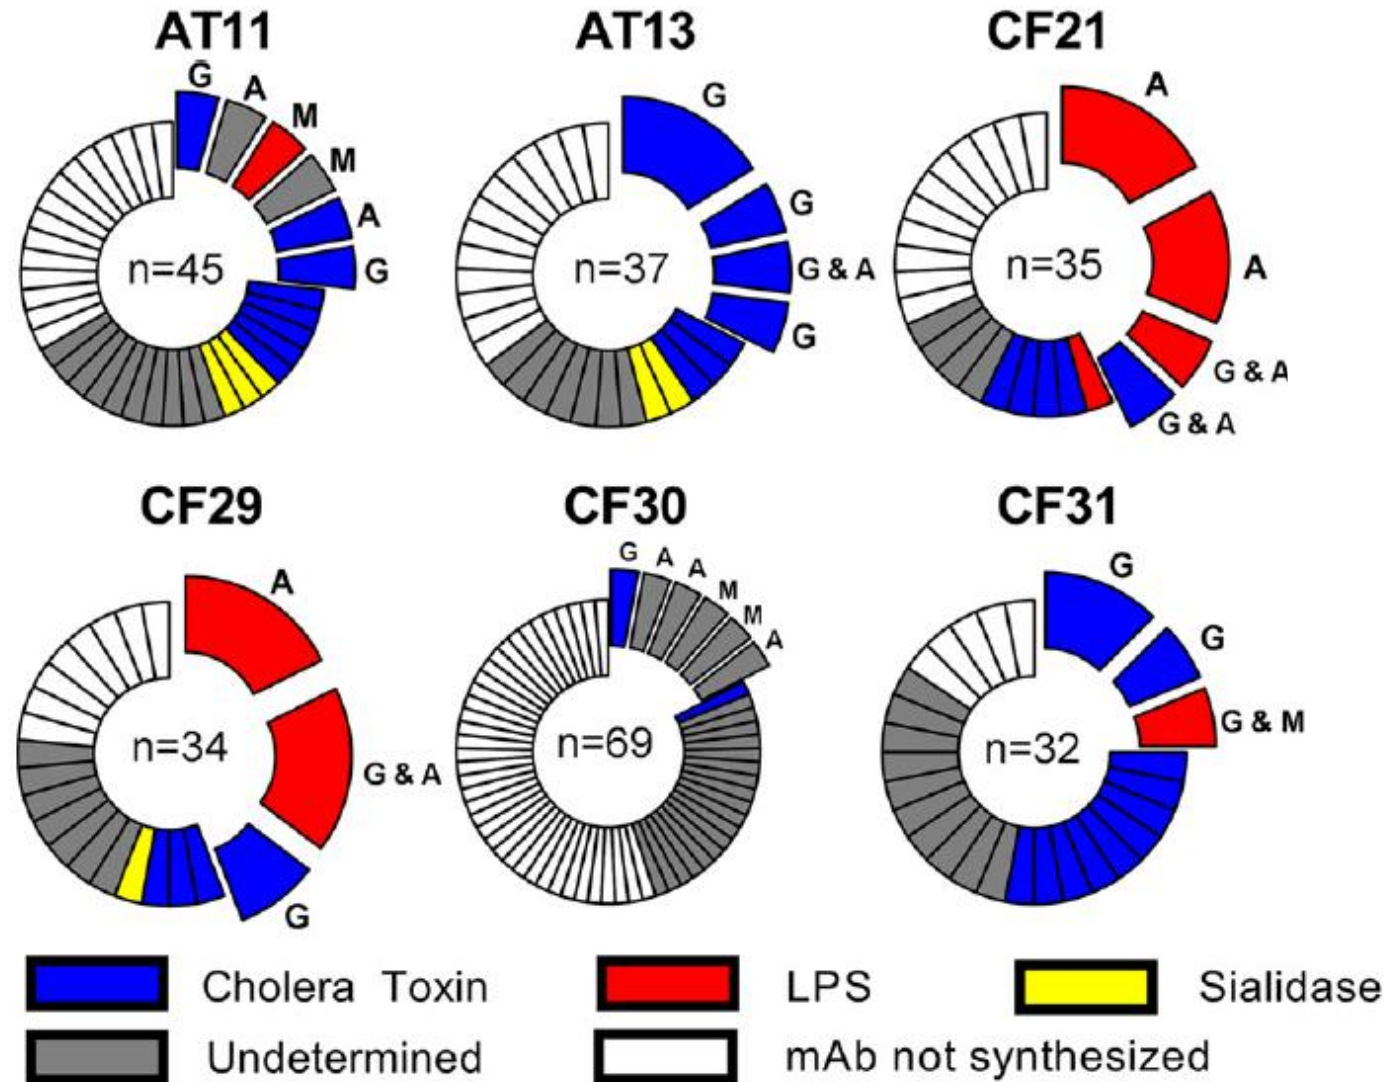 AT11
G
A
M
M
A
G
n=45
AT13
G
G
G & A
G
n=37
CF21
A
A
G & A
G & A
n=35
CF29
A
G & A
G
n=34
CF30
G
A
A
M
M
A
n=69
CF31
G
G
G & M
n=32
Cholera Toxin
LPS
Sialidase
Undetermined
mAb not synthesized